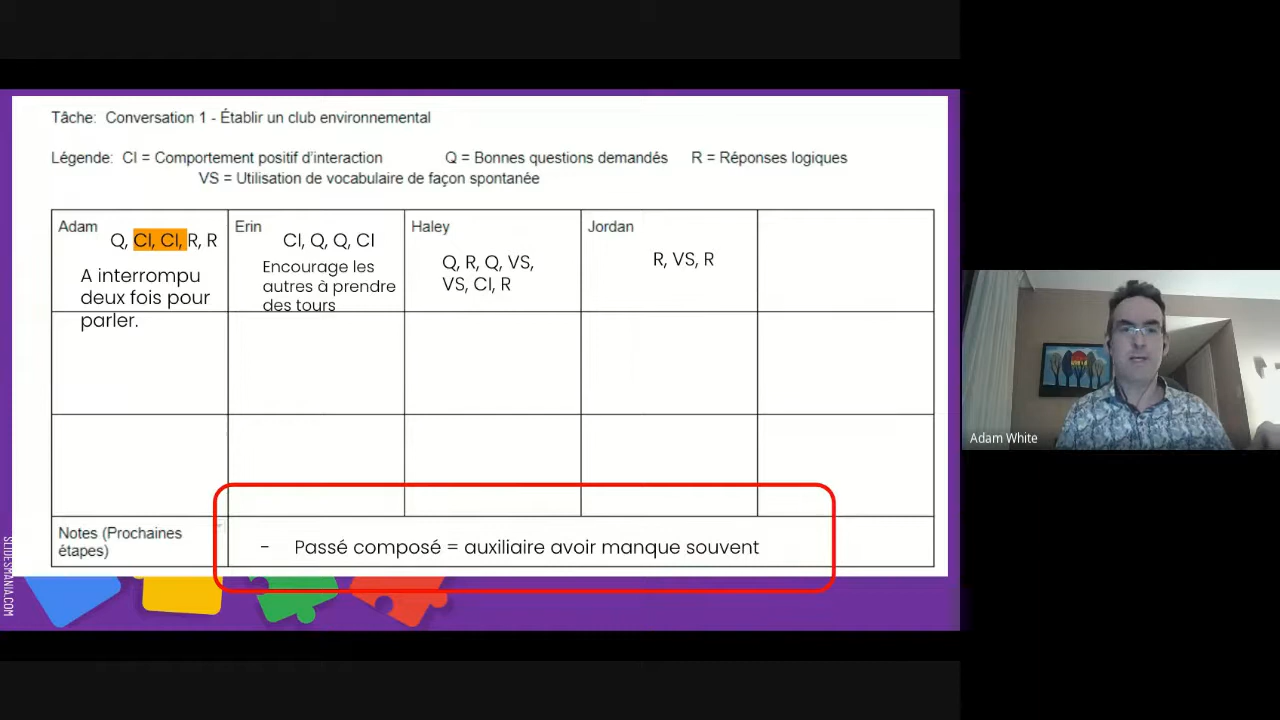 Tâche: Conversation 1 - Établir un club environnemental
Légende: CI = Comportement positif d'interaction Q = Bonnes questions demandés R = Réponses logiques
VS = Utilisation de vocabulaire de façon spontanée
Adam
Q, CI, CI, R, R
A interrompu
deux fois pour
parler.
Erin
CI, Q, Q, CI
Encourage les
autres à prendre
des tours
Haley
Q, R, Q, VS,
VS, CI, R
Jordan
R, VS, R
Notes (Prochaines
étapes)
- Passé composé = auxiliaire avoir manque souvent
SLIDESMANIA.COM
Adam White